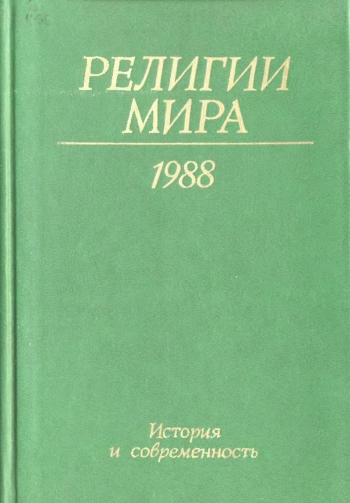 РЕЛИГИИ
МИРА
1988
История
и современность